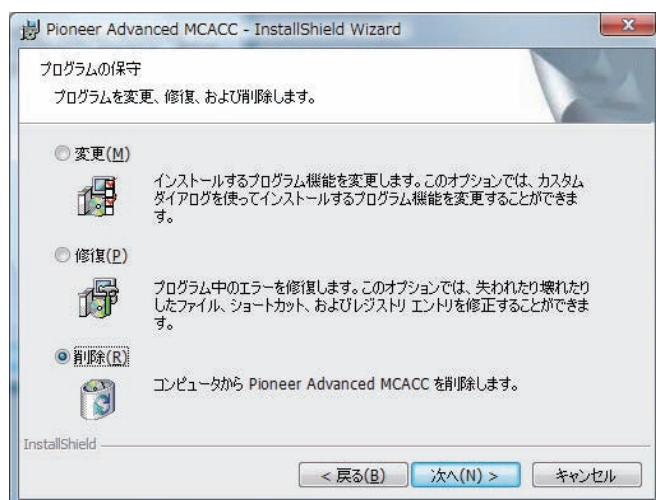 Pioneer Advanced MCACC - InstallShield Wizard
プログラムの保守
プログラムを変更、修復、および削除します。
変更(M)
インストールするプログラム機能を変更します。このオプションでは、カスタム
ダイアログを使ってインストールするプログラム機能を変更することができま
す。
修復(P)
プログラム中のエラーを修復します。このオプションでは、失われたり壊れたり
したファイル、ショートカット、およびレジストリ エントリを修正することができま
す。
削除(R)
コンピュータから Pioneer Advanced MCACC を削除します。
InstallShield
< 戻る(B)
次へ(N) >
キャンセル